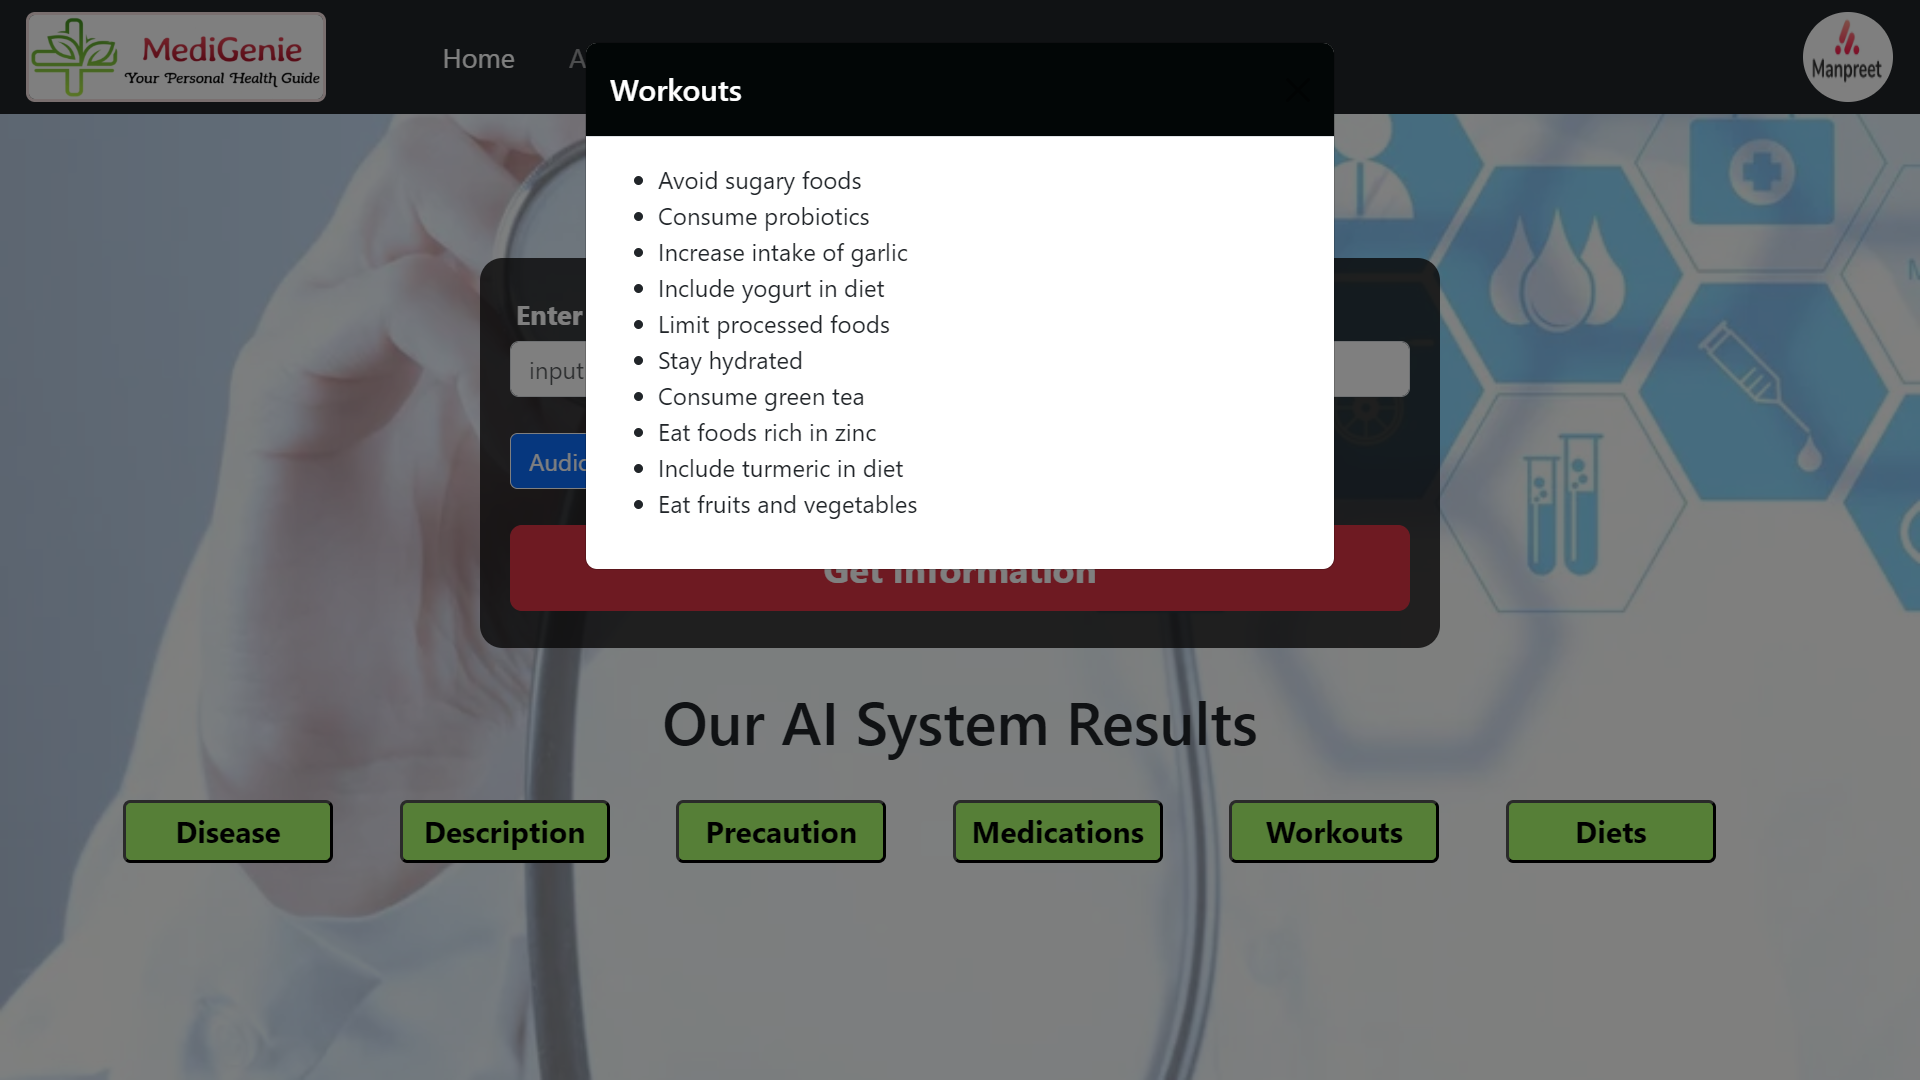 MediGenie
Your Personal Health Guide
Home
A
Manpreet
Workouts
Avoid sugary foods
Consume probiotics
Increase intake of garlic
Include yogurt in diet
Limit processed foods
Stay hydrated
Consume green tea
Eat foods rich in zinc
Include turmeric in diet
Eat fruits and vegetables
Enter
input
Audio
Get Information
Our AI System Results
Disease
Description
Precaution
Medications
Workouts
Diets